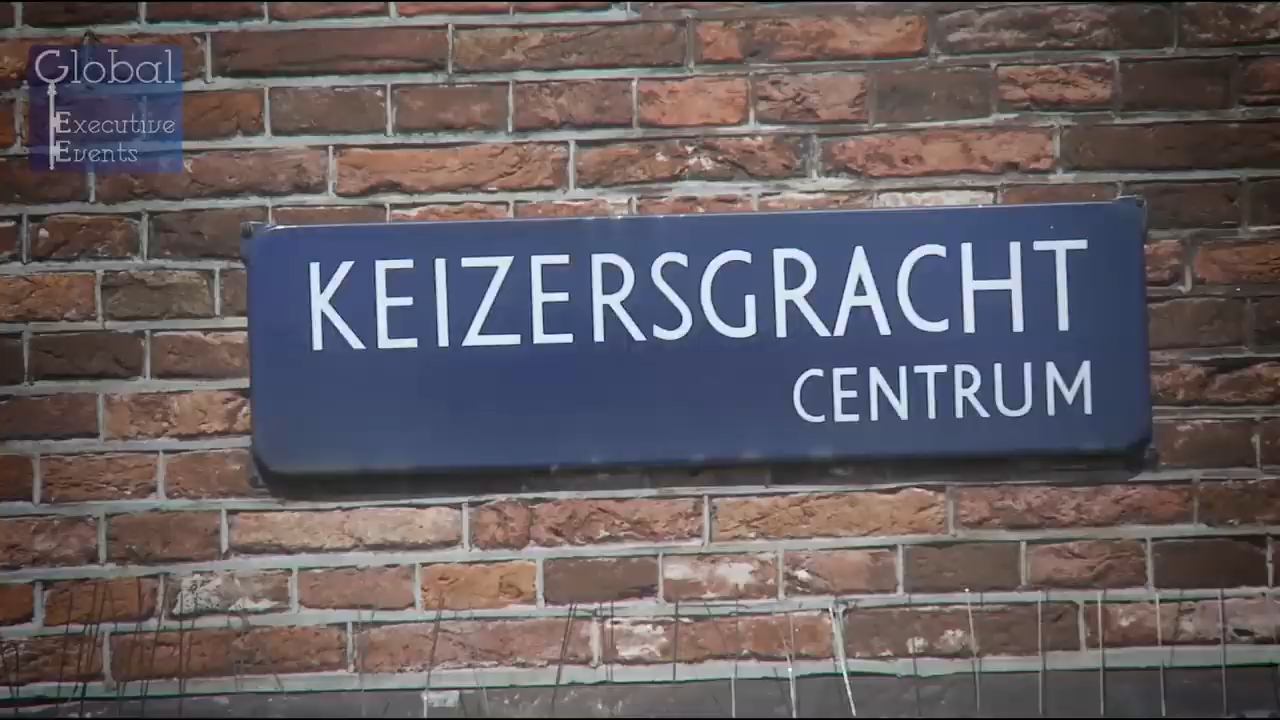 Global
Executive
Events
KEIZERSGRACHT
CENTRUM